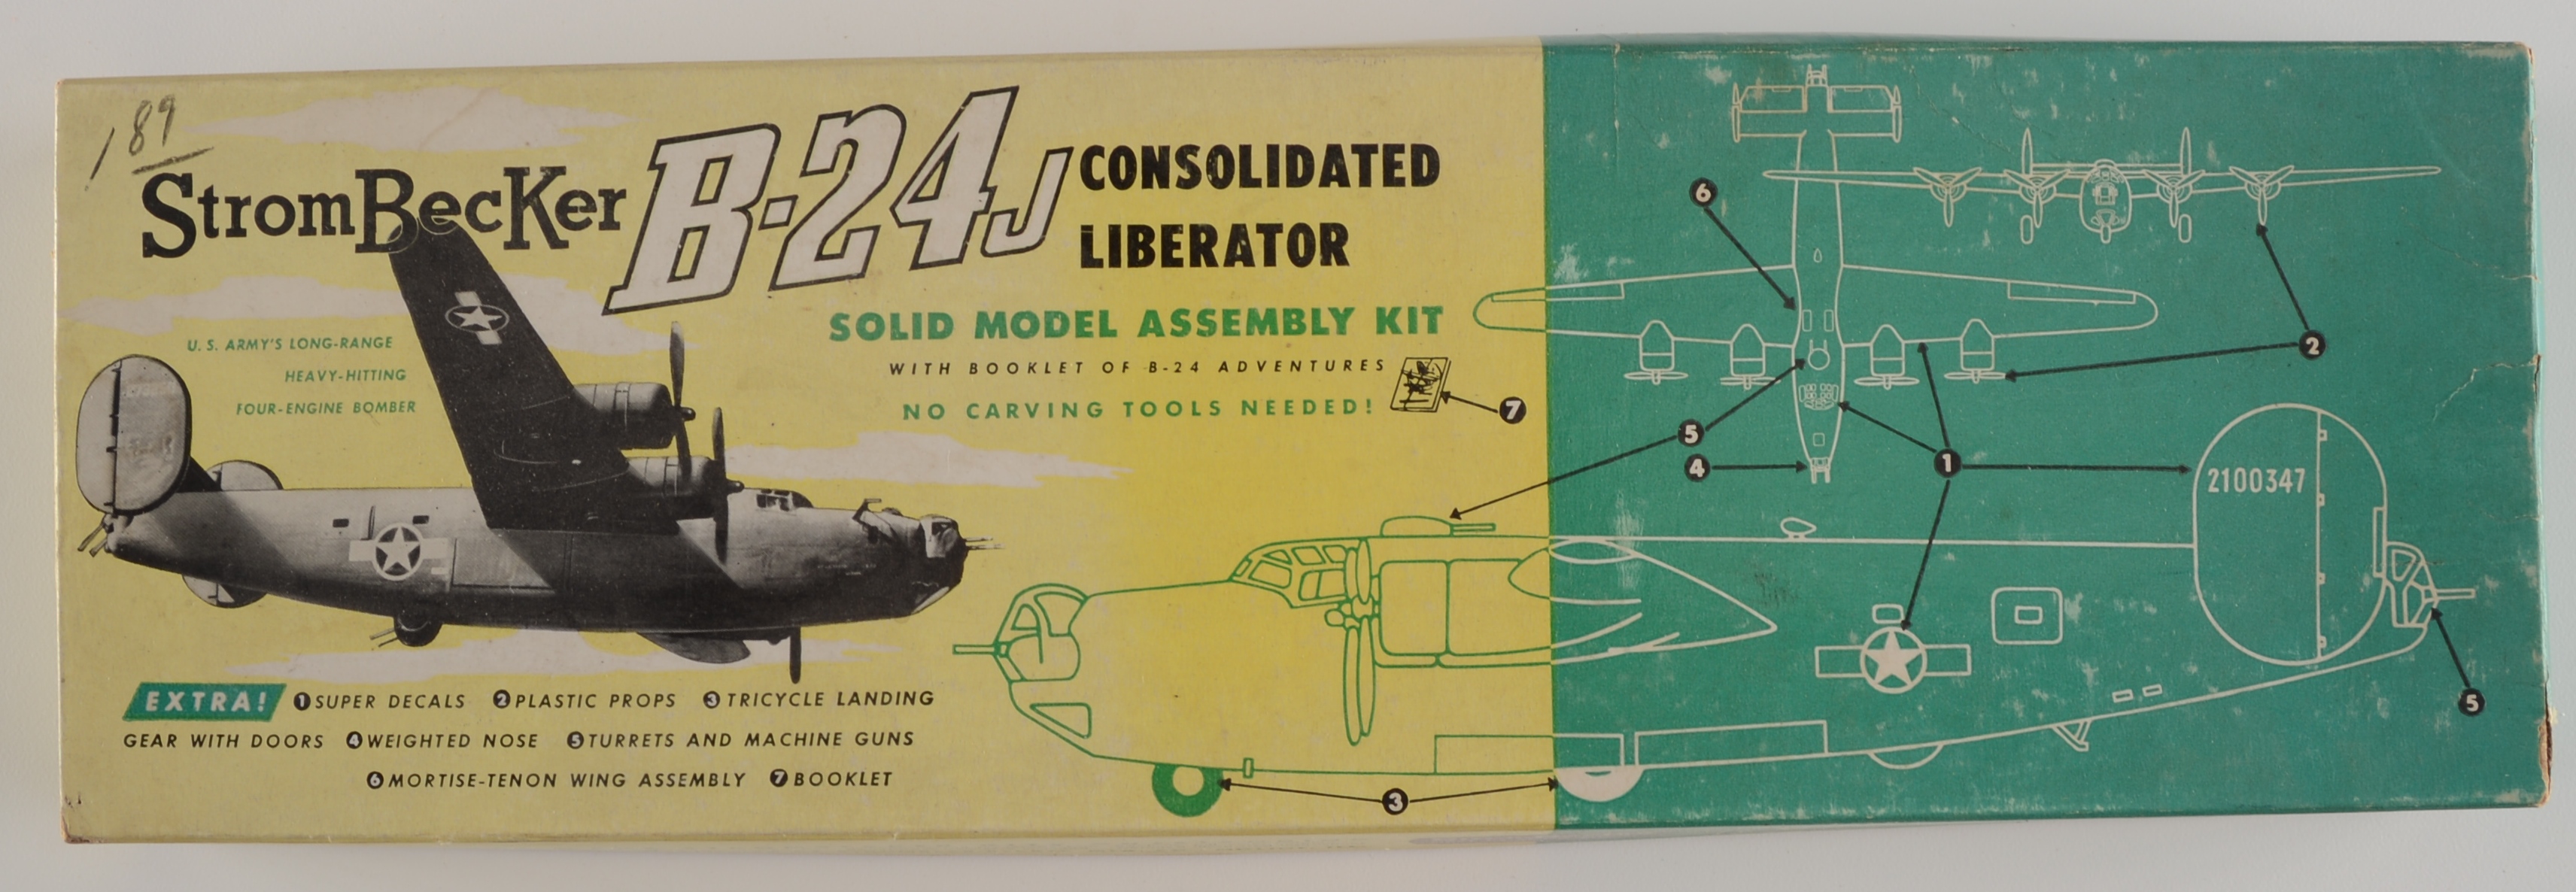 189
StromBecKer B-24J CONSOLIDATED
LIBERATOR
SOLID MODEL ASSEMBLY KIT
WITH BOOKLET OF B-24 ADVENTURES
NO CARVING TOOLS NEEDED!
U. S. ARMY'S LONG-RANGE
HEAVY-HITTING
FOUR-ENGINE BOMBER
EXTRA! 1 SUPER DECALS 2 PLASTIC PROPS 3 TRICYCLE LANDING
GEAR WITH DOORS 4 WEIGHTED NOSE 5 TURRETS AND MACHINE GUNS
6 MORTISE-TENON WING ASSEMBLY 7 BOOKLET
7
6
2
5
4
1
2100347
5
3